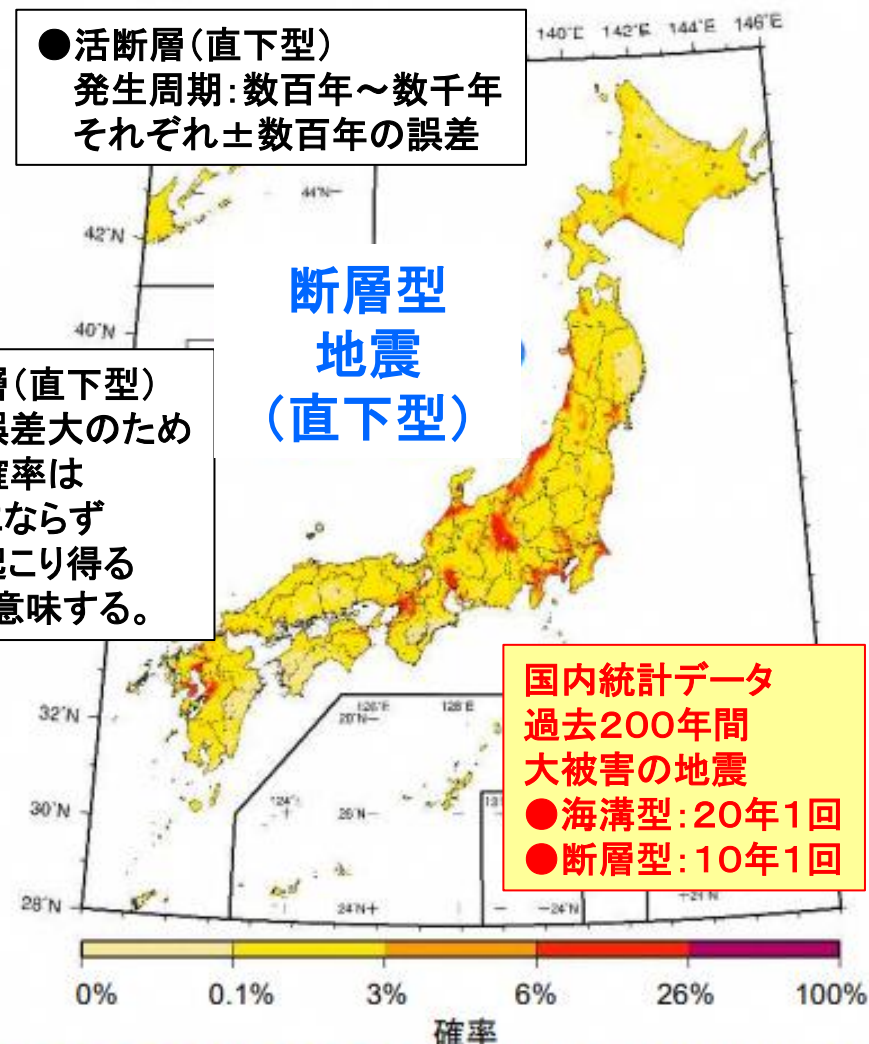 ●活断層(直下型)
発生周期:数百年～数千年
それぞれ±数百年の誤差
140°E 142°E 144°E 146°E
44°N
42°N
40°N
断層型
地震
(直下型)
層(直下型)
誤差大のため
確率は
ならず
起こり得る
意味する。
国内統計データ
過去200年間
大被害の地震
●海溝型:20年1回
●断層型:10年1回
32°N
30°N
28°N
126°E 128°E
124°
26°N
24°N
24°N
0% 0.1% 3% 6% 26% 100%
確率